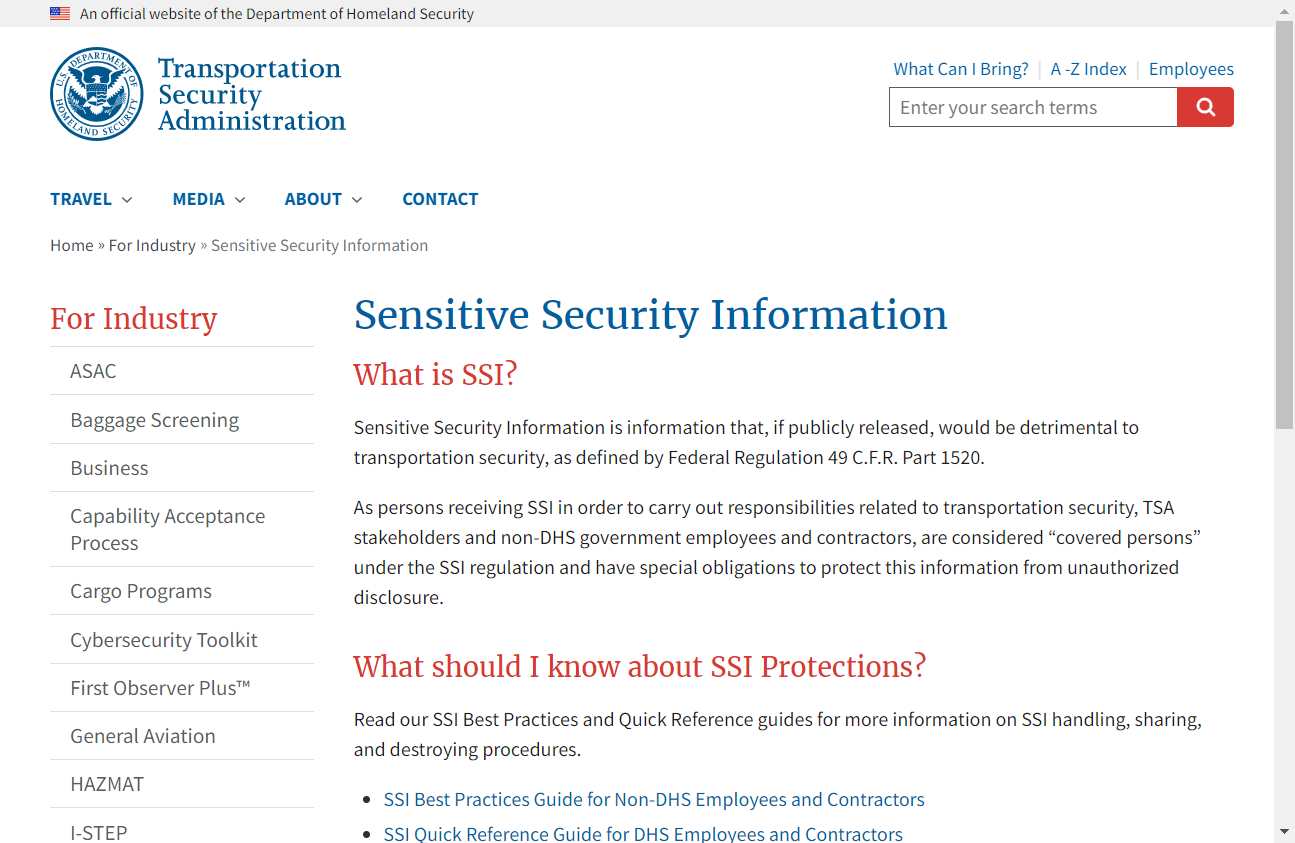 An official website of the Department of Homeland Security
U.S. DEPARTMENT OF HOMELAND SECURITY
Transportation
Security
Administration
What Can I Bring? | A -Z Index | Employees
Enter your search terms
TRAVEL MEDIA ABOUT CONTACT
Home » For Industry » Sensitive Security Information
For Industry
ASAC
Baggage Screening
Business
Capability Acceptance
Process
Cargo Programs
Cybersecurity Toolkit
First Observer Plus™
General Aviation
HAZMAT
I-STEP
Sensitive Security Information
What is SSI?
Sensitive Security Information is information that, if publicly released, would be detrimental to
transportation security, as defined by Federal Regulation 49 C.F.R. Part 1520.
As persons receiving SSI in order to carry out responsibilities related to transportation security, TSA
stakeholders and non-DHS government employees and contractors, are considered “covered persons”
under the SSI regulation and have special obligations to protect this information from unauthorized
disclosure.
What should I know about SSI Protections?
Read our SSI Best Practices and Quick Reference guides for more information on SSI handling, sharing,
and destroying procedures.
• SSI Best Practices Guide for Non-DHS Employees and Contractors
• SSI Quick Reference Guide for DHS Employees and Contractors